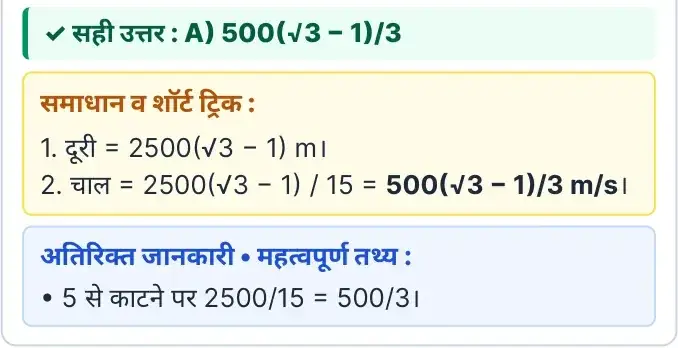 ✓ सही उत्तर : A) 500(√3 − 1)/3
समाधान व शॉर्ट ट्रिक :
1. दूरी = 2500(√3 − 1) m।
2. चाल = 2500(√3 − 1) / 15 = 500(√3 − 1)/3 m/s।
अतिरिक्त जानकारी • महत्वपूर्ण तथ्य :
• 5 से काटने पर 2500/15 = 500/3।